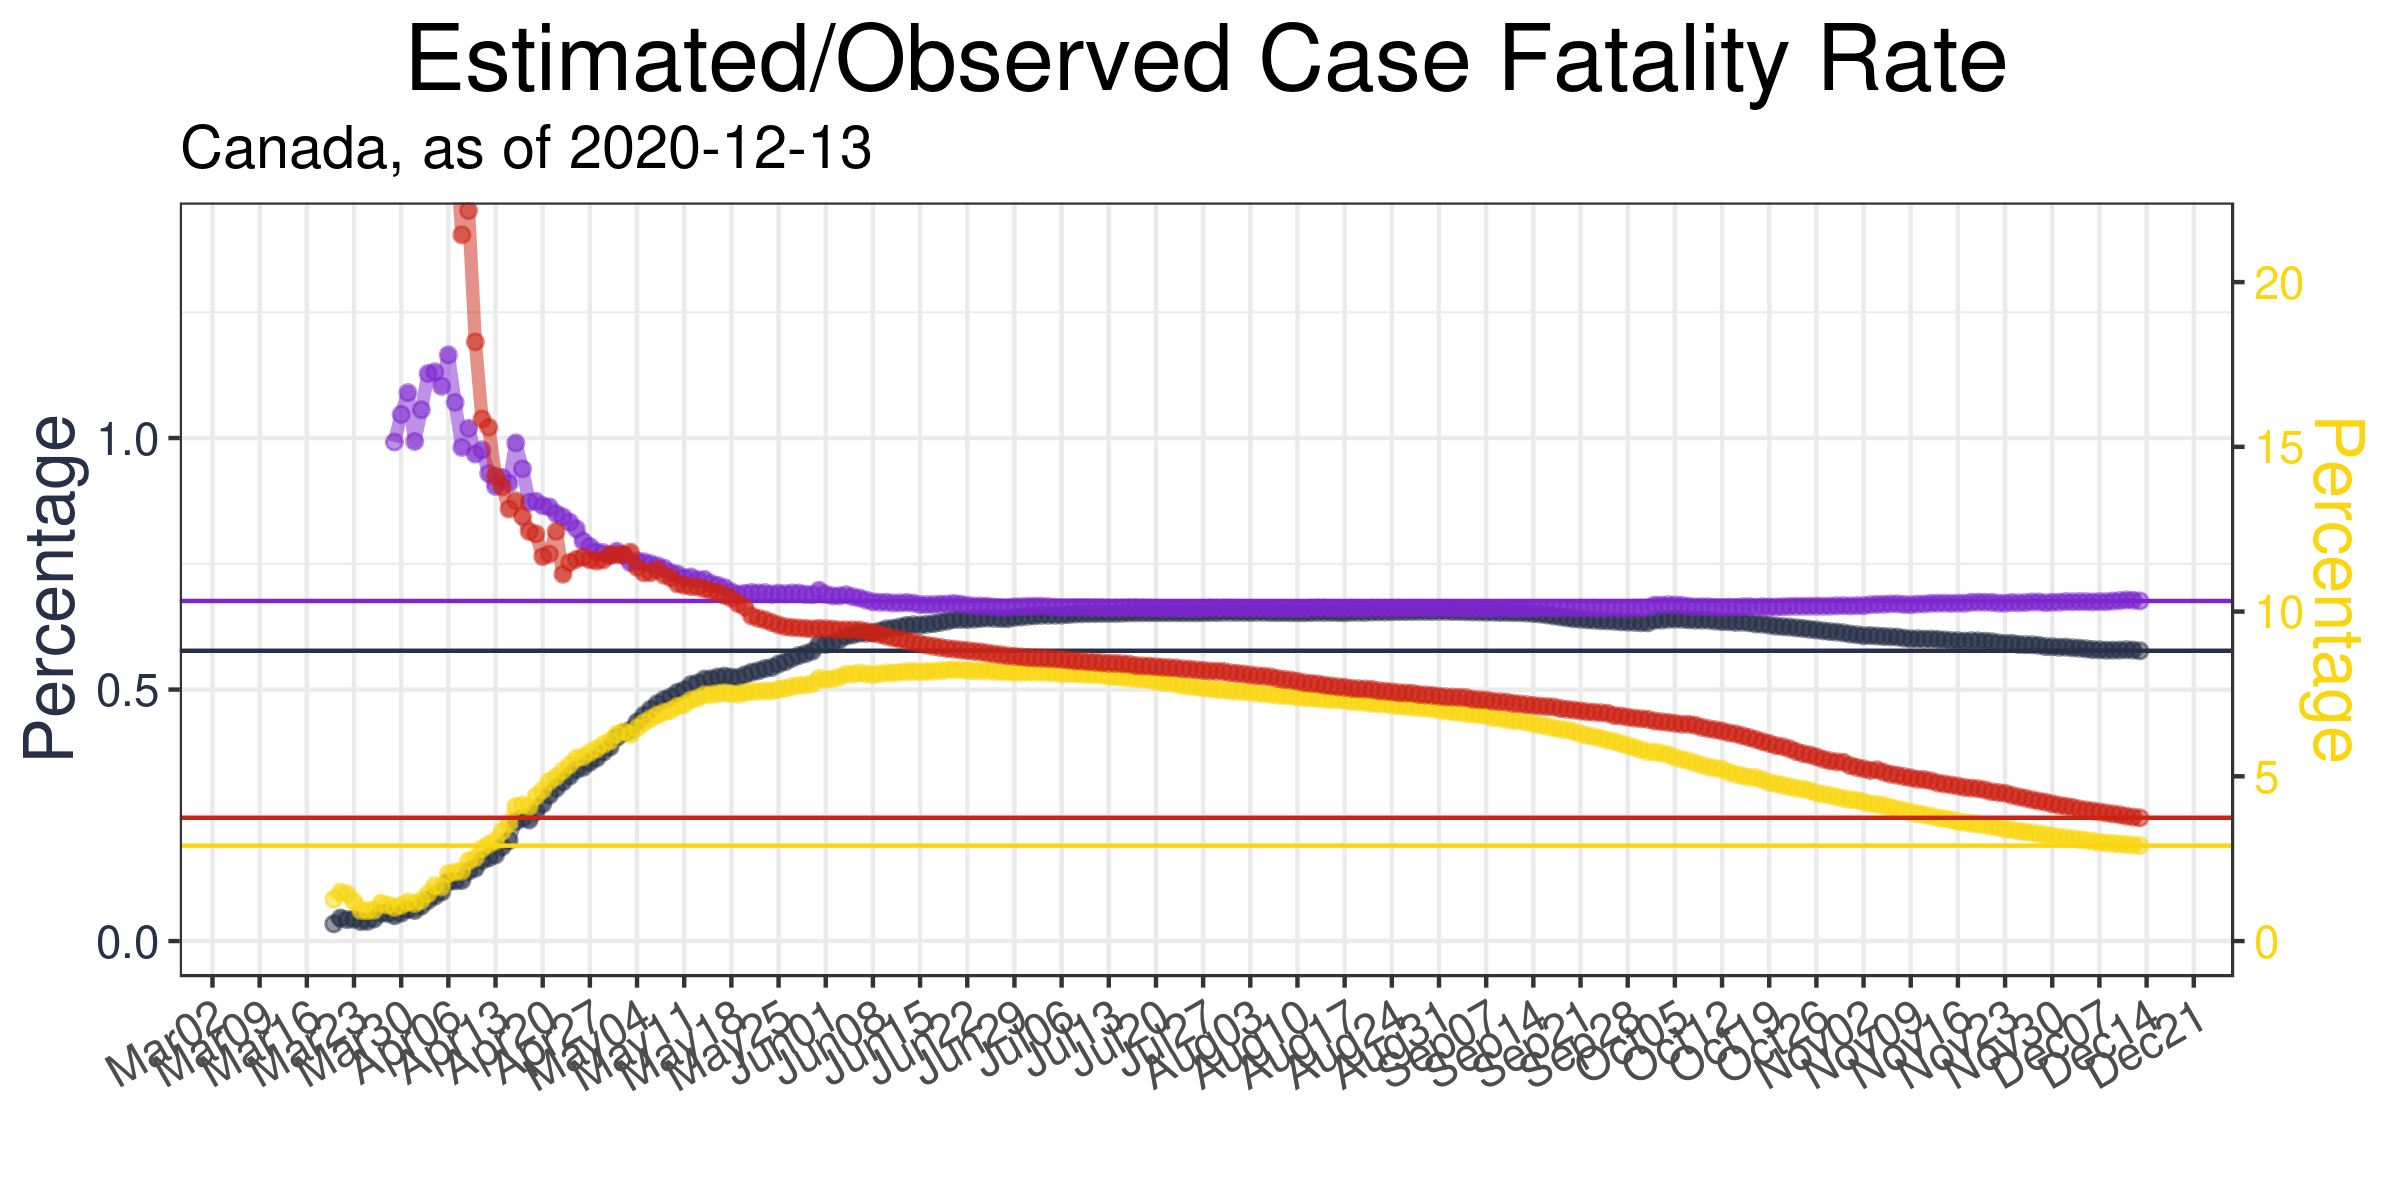 Estimated/Observed Case Fatality Rate
Canada, as of 2020-12-13
Percentage
1.0
0.5
0.0
20
15
10
5
0
Percentage
Mar02
Mar09
Mar16
Mar23
Mar30
Apr06
Apr13
Apr20
Apr27
May04
May11
May18
May25
Jun01
Jun08
Jun15
Jun22
Jun29
Jul06
Jul13
Jul20
Jul27
Aug03
Aug10
Aug17
Aug24
Aug31
Sep07
Sep14
Sep21
Sep28
Oct05
Oct12
Oct19
Oct26
Nov02
Nov09
Nov16
Nov23
Nov30
Dec07
Dec14
Dec21